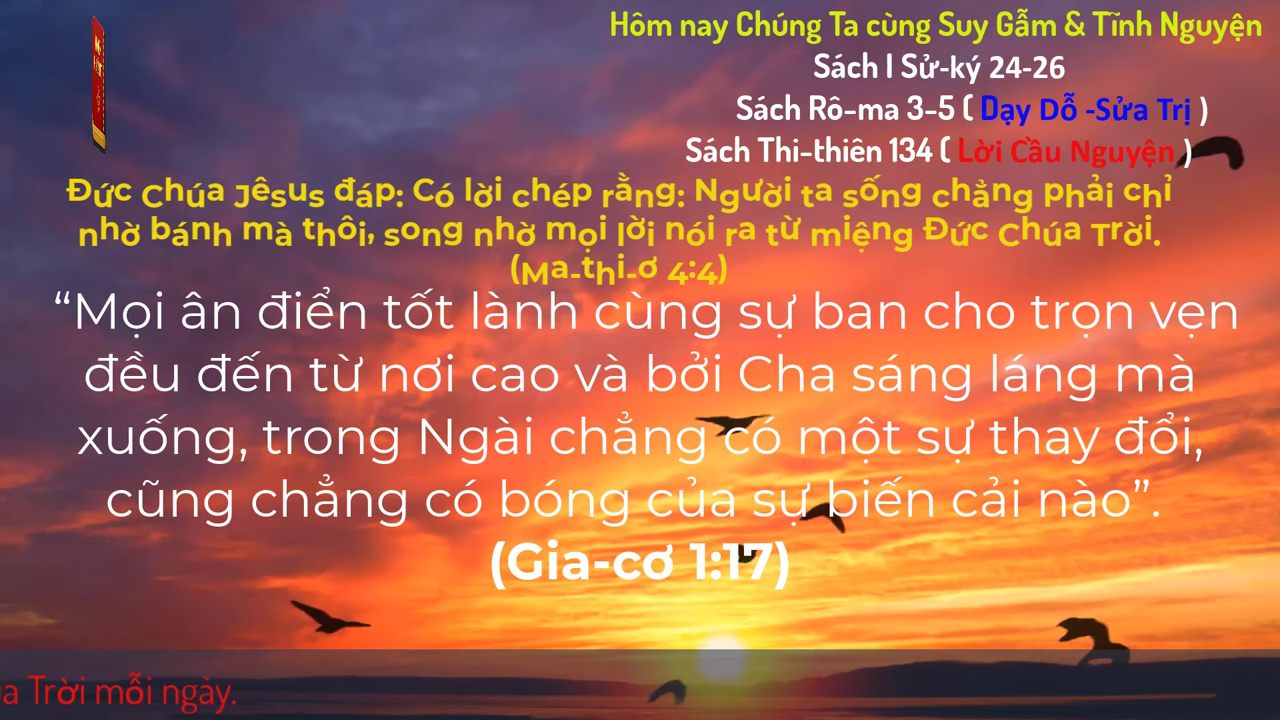 Hôm nay Chúng Ta cùng Suy Gẫm & Tĩnh Nguyện
Sách I Sử-ký 24-26
Sách Rô-ma 3-5 ( Dạy Dỗ -Sửa Trị )
Sách Thi-thiên 134 ( Lời Cầu Nguyện )
Đức Chúa Jêsus đáp: Có lời chép rằng: Người ta sống chẳng phải chỉ
nhờ bánh mà thôi, song nhờ mọi lời nói ra từ miệng Đức Chúa Trời.
(Ma-thi-ơ 4:4)
“Mọi ân điển tốt lành cùng sự ban cho trọn vẹn
đều đến từ nơi cao và bởi Cha sáng láng mà
xuống, trong Ngài chẳng có một sự thay đổi,
cũng chẳng có bóng của sự biến cải nào”.
(Gia-cơ 1:17)
Trời mỗi ngày.